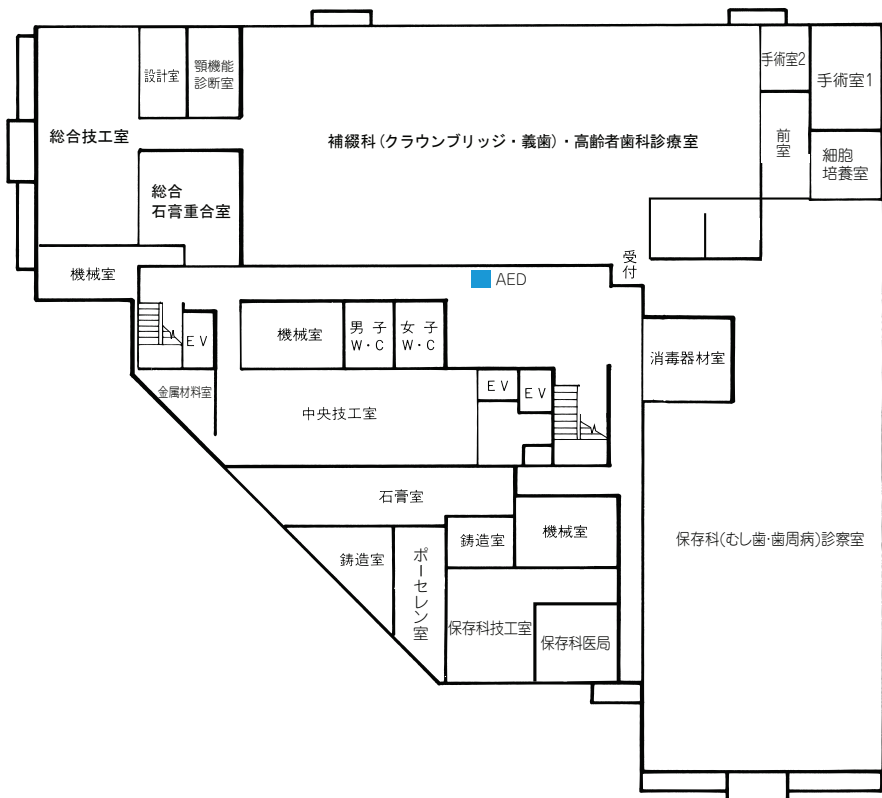 設計室
顎機能
診断室
手術室2
手術室1
総合技工室
補綴科(クラウンブリッジ・義歯)・高齢者歯科診療室
前室
細胞
培養室
総合
石膏重合室
機械室
受付
AED
EV
機械室
男子
W・C
女子
W・C
消毒器材室
金属材料室
EV
EV
中央技工室
石膏室
鋳造室
ポーセレン室
鋳造室
機械室
保存科(むし歯・歯周病)診察室
保存科技工室
保存科医局